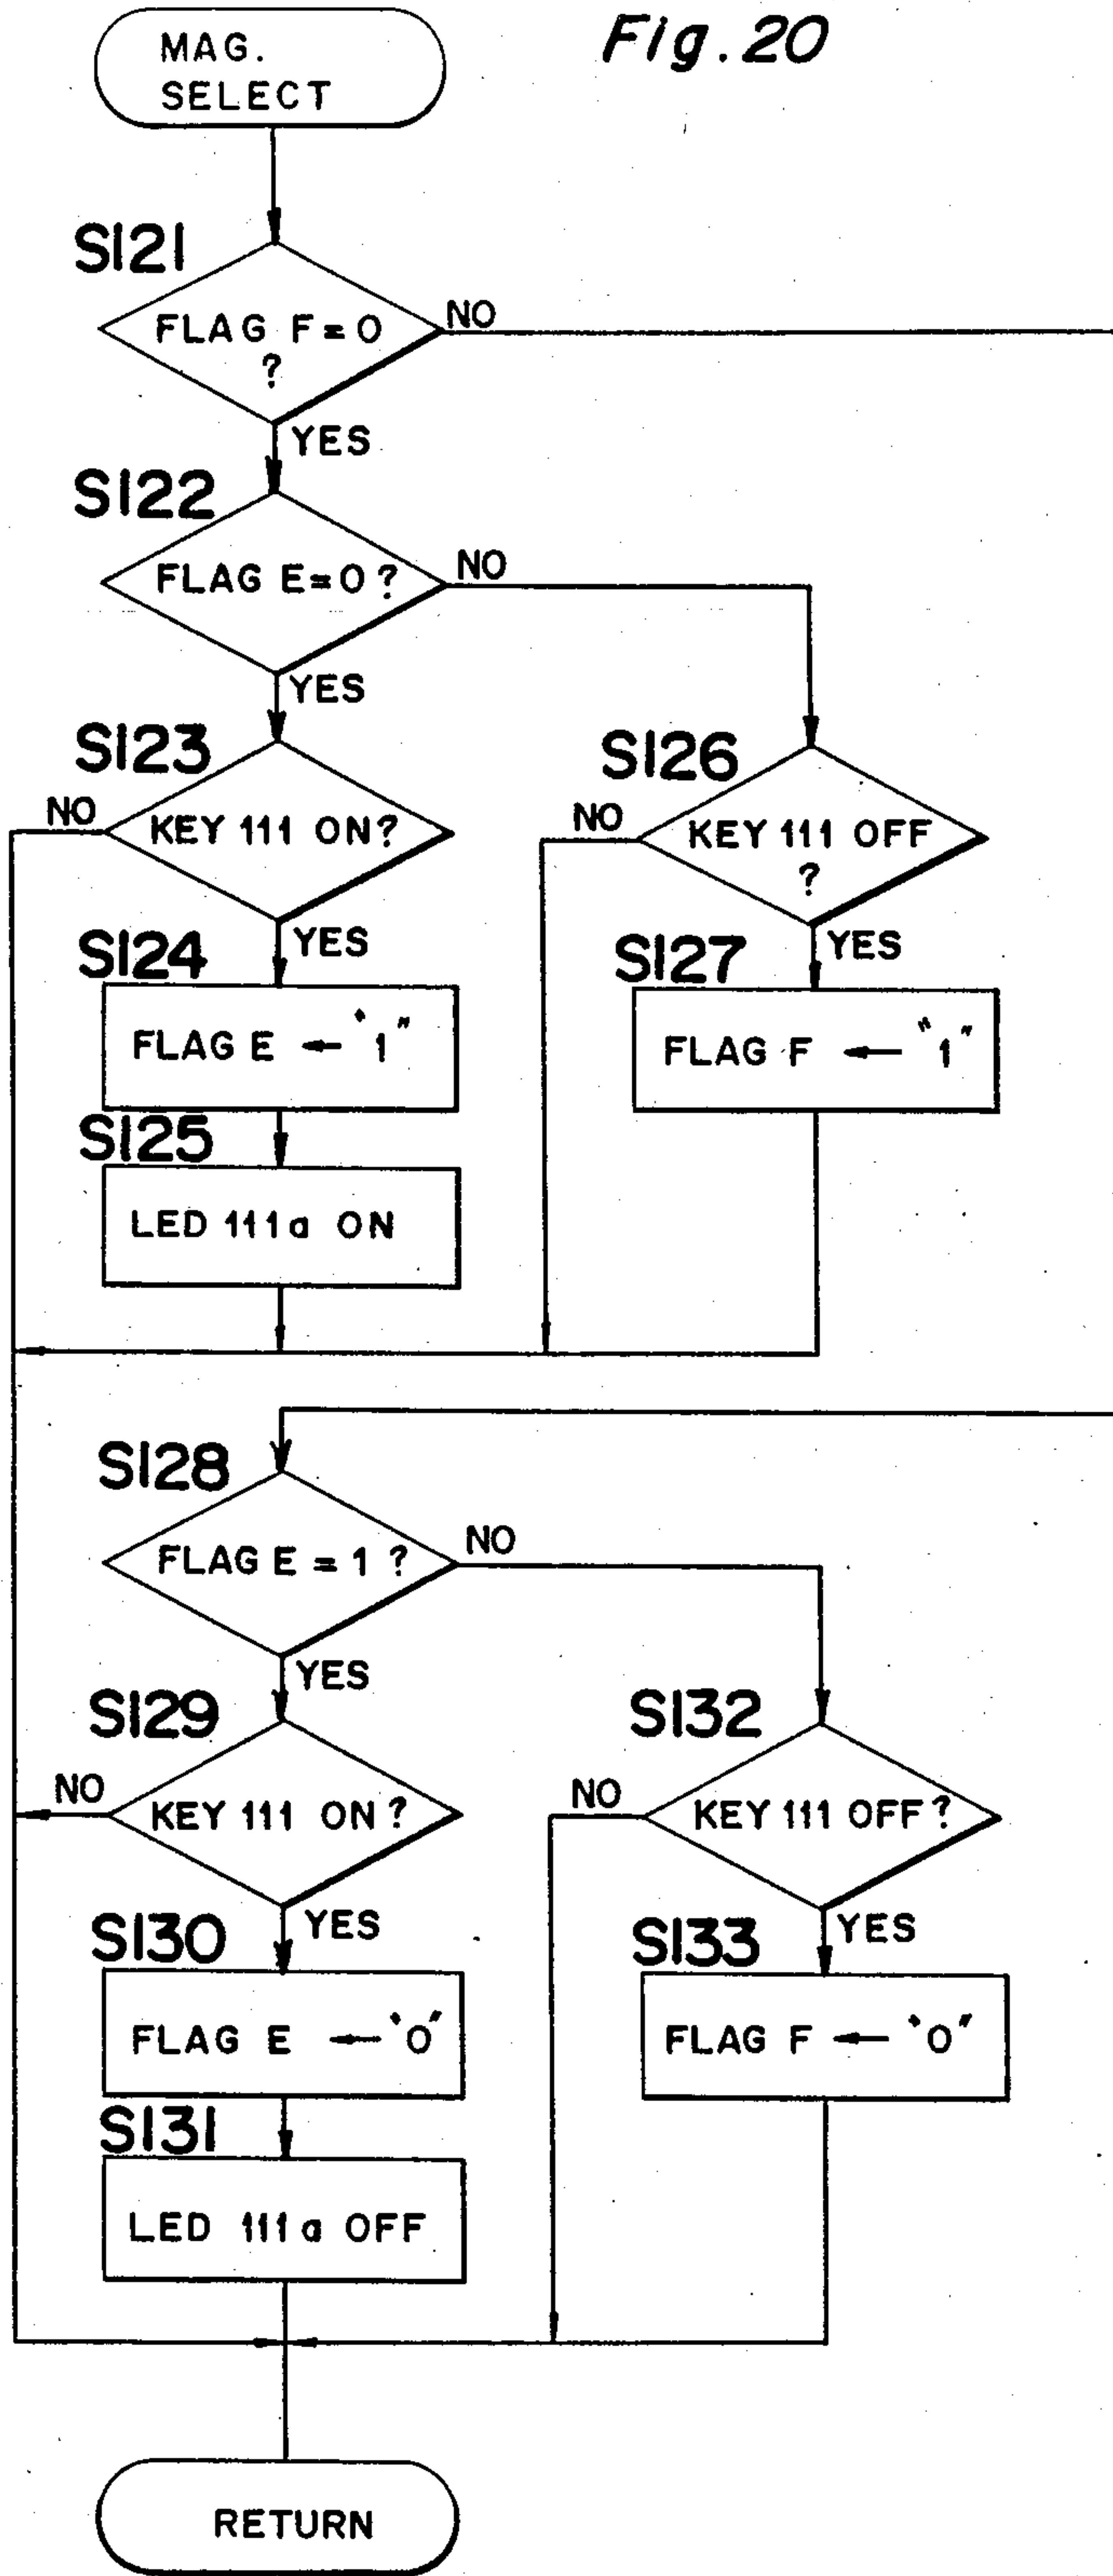 Fig. 20
MAG.
SELECT
S121
FLAG F=0
?
NO
YES
S122
FLAG E=0?
NO
YES
S123
KEY 111 ON?
NO
YES
S124
FLAG E ← "1"
S125
LED 111a ON
S126
KEY 111 OFF
?
NO
YES
S127
FLAG F ← "1"
S128
FLAG E = 1 ?
NO
YES
S129
KEY 111 ON?
NO
YES
S130
FLAG E ← "0"
S131
LED 111a OFF
S132
KEY 111 OFF?
NO
YES
S133
FLAG F ← "0"
RETURN